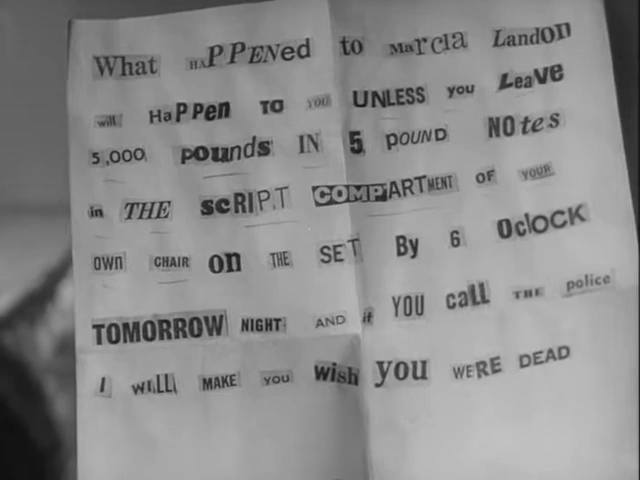 What HAPPENed to Marcia LanDon
will HaPPen TO YOU UNLESS you LeaVe
5,000 pounds IN 5 POUND NOtes
in THE scRIPT COMPARTMENT OF YOUR
OWN CHAIR on THE SET By 6 OcloCK
TOMORROW NIGHT AND if YOU call THE police
I WiLL MAKE YOU Wish you WERE DEAD